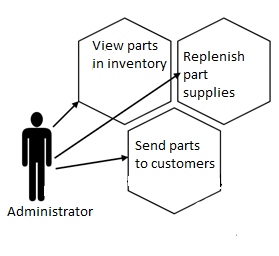 View parts
in inventory
Replenish
part
supplies
Send parts
to customers
Administrator